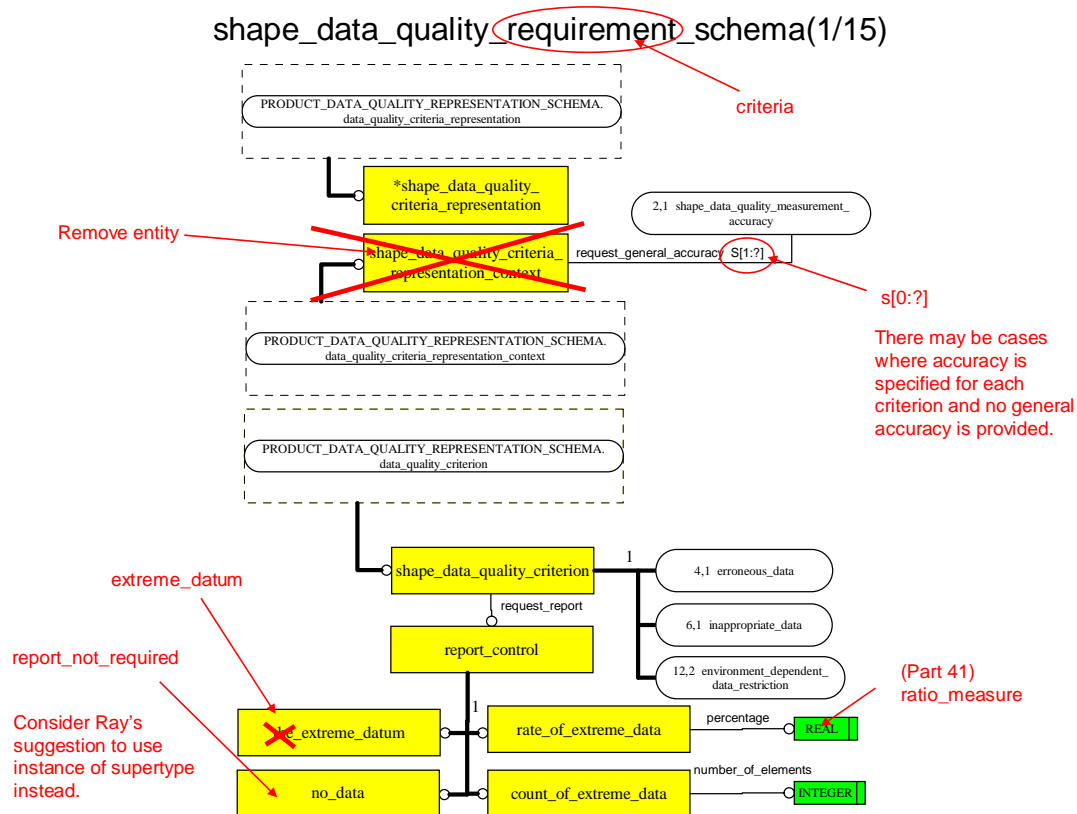 shape_data_quality_requirement_schema(1/15)
criteria
PRODUCT_DATA_QUALITY_REPRESENTATION_SCHEMA.
data_quality_criteria_representation
*shape_data_quality_
criteria_representation
2,1 shape_data_quality_measurement_
accuracy
Remove entity
shape_data_quality_criteria_
representation_context
request_general_accuracy S[1:?]
s[0:?]
There may be cases
where accuracy is
specified for each
criterion and no general
accuracy is provided.
PRODUCT_DATA_QUALITY_REPRESENTATION_SCHEMA.
data_quality_criteria_representation_context
PRODUCT_DATA_QUALITY_REPRESENTATION_SCHEMA.
data_quality_criterion
shape_data_quality_criterion
1
4,1 erroneous_data
extreme_datum
request_report
6,1 inappropriate_data
report_control
report_not_required
12,2 environment_dependent_
data_restriction
(Part 41)
ratio_measure
Consider Ray's
suggestion to use
instance of supertype
instead.
1
_extreme_datum
rate_of_extreme_data
percentage
REAL
no_data
count_of_extreme_data
number_of_elements
INTEGER